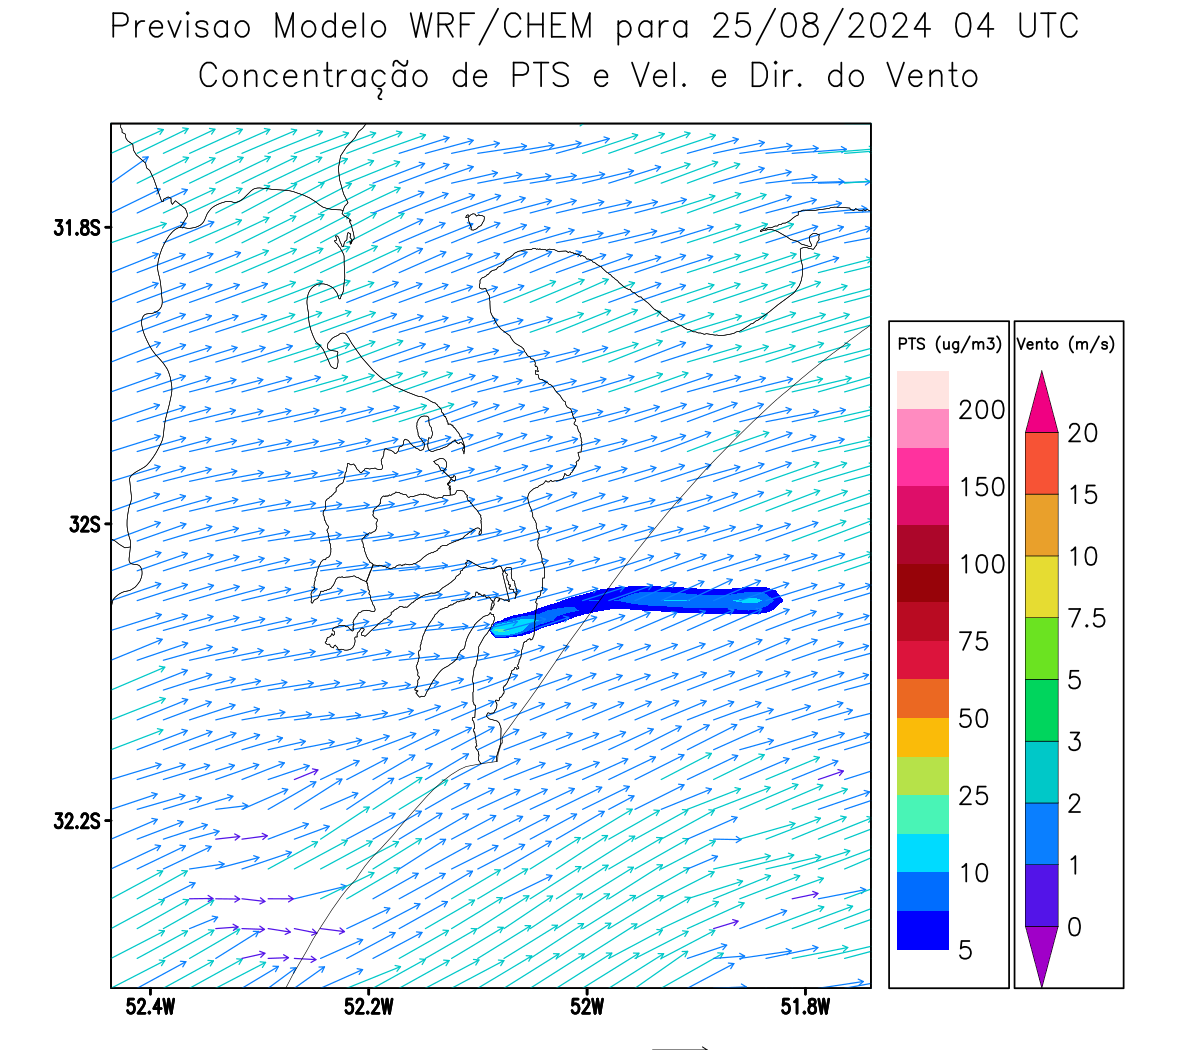 Previsao Modelo WRF/CHEM para 25/08/2024 04 UTC
Concentração de PTS e Vel. e Dir. do Vento
31.8S
32S
32.2S
52.4W
52.2W
52W
51.8W
PTS (ug/m3)
200
150
100
75
50
25
10
5
Vento (m/s)
20
15
10
7.5
5
3
2
1
0